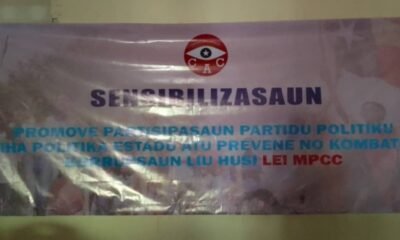 CAC
SENSIBILIZASAUN
PROMOVE PARTISIPASAUN PARTIDU POLITIKU
IHA POLITIKA ESTADU ATU PREVENE NO KOMBATE
KORRUPSAUN LIU HUSI LEI MPCC